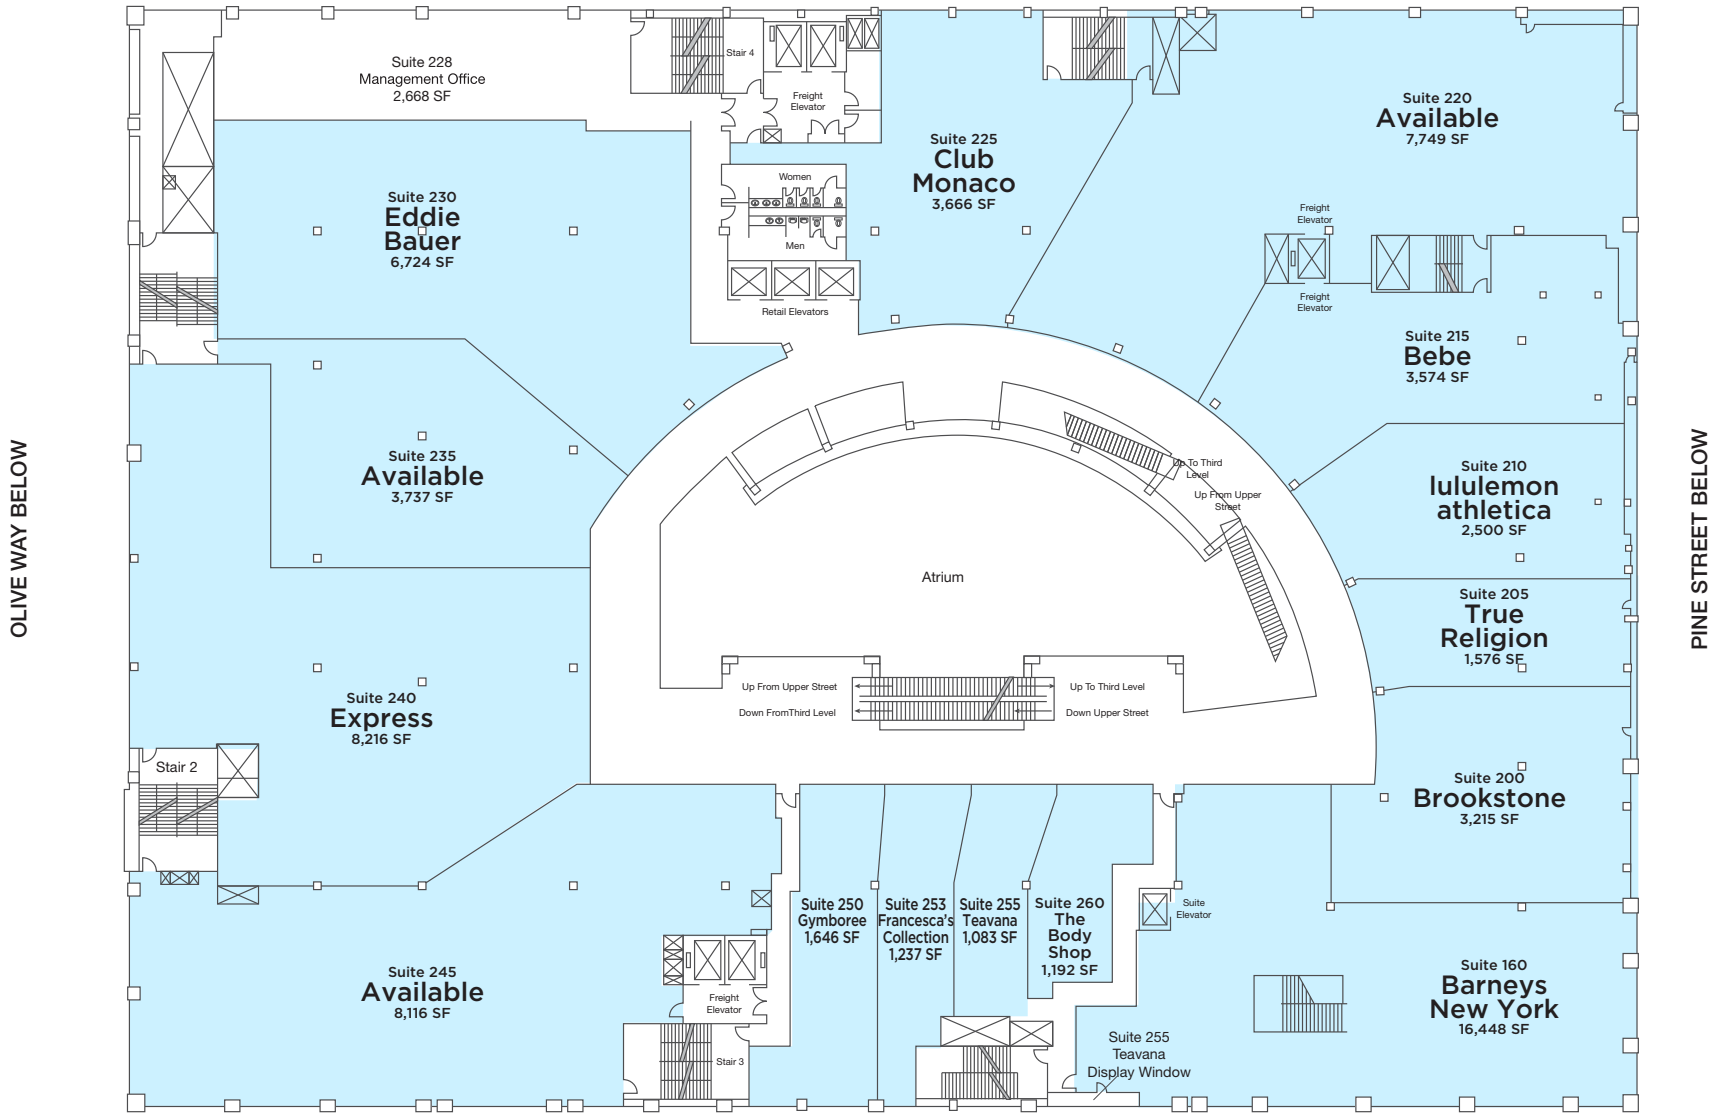 OLIVE WAY BELOW
PINE STREET BELOW
Suite 228
Management Office
2,668 SF
Stair 4
Freight
Elevator
Suite 220
Available
7,749 SF
Suite 225
Club
Monaco
3,666 SF
Women
Men
Retail Elevators
Suite 230
Eddie
Bauer
6,724 SF
Freight
Elevator
Freight
Elevator
Suite 215
Bebe
3,574 SF
Suite 235
Available
3,737 SF
Up To Third
Level
Up From Upper
Street
Suite 210
lululemon
athletica
2,500 SF
Atrium
Suite 205
True
Religion
1,576 SF
Up From Upper Street
Down FromThird Level
Up To Third Level
Down Upper Street
Suite 240
Express
8,216 SF
Stair 2
Suite 200
Brookstone
3,215 SF
Suite 250
Gymboree
1,646 SF
Suite 253
Francesca's
Collection
1,237 SF
Suite 255
Teavana
1,083 SF
Suite 260
The
Body
Shop
1,192 SF
Suite
Elevator
Suite 245
Available
8,116 SF
Freight
Elevator
Stair 3
Suite 160
Barneys
New York
16,448 SF
Suite 255
Teavana
Display Window